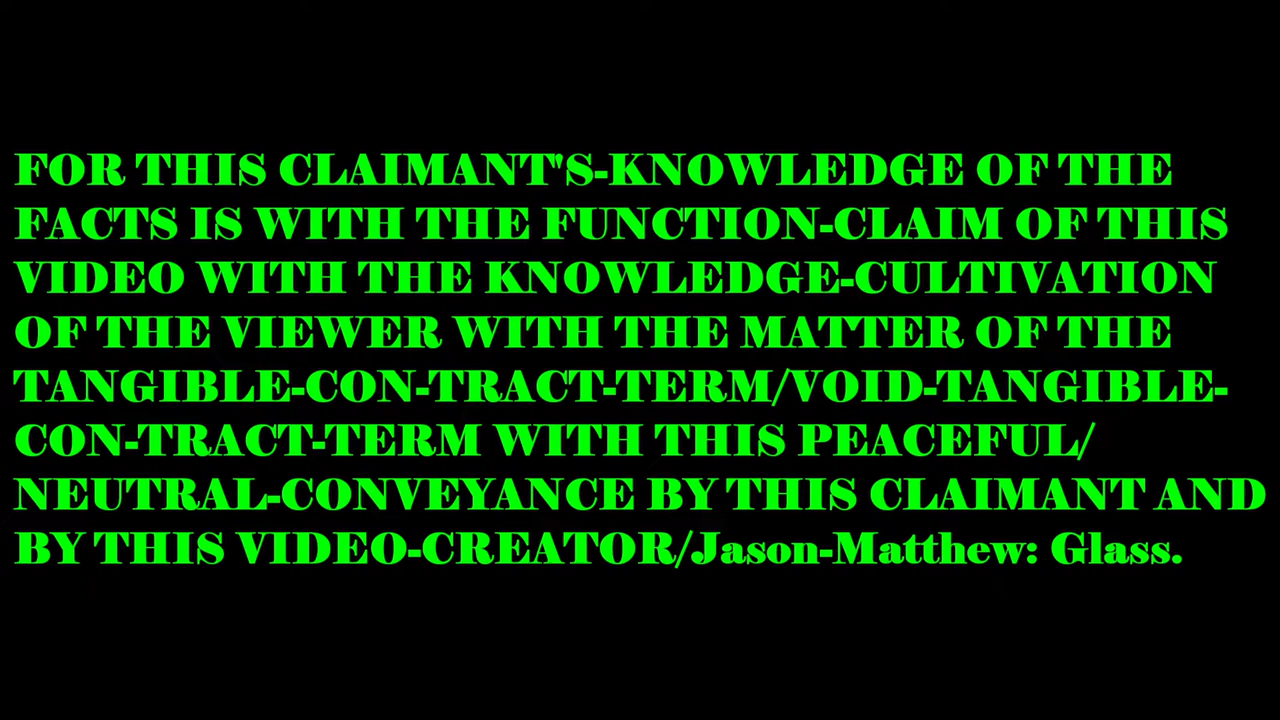 FOR THIS CLAIMANT'S-KNOWLEDGE OF THE
FACTS IS WITH THE FUNCTION-CLAIM OF THIS
VIDEO WITH THE KNOWLEDGE-CULTIVATION
OF THE VIEWER WITH THE MATTER OF THE
TANGIBLE-CON-TRACT-TERM/VOID-TANGIBLE-
CON-TRACT-TERM WITH THIS PEACEFUL/
NEUTRAL-CONVEYANCE BY THIS CLAIMANT AND
BY THIS VIDEO-CREATOR/Jason-Matthew: Glass.